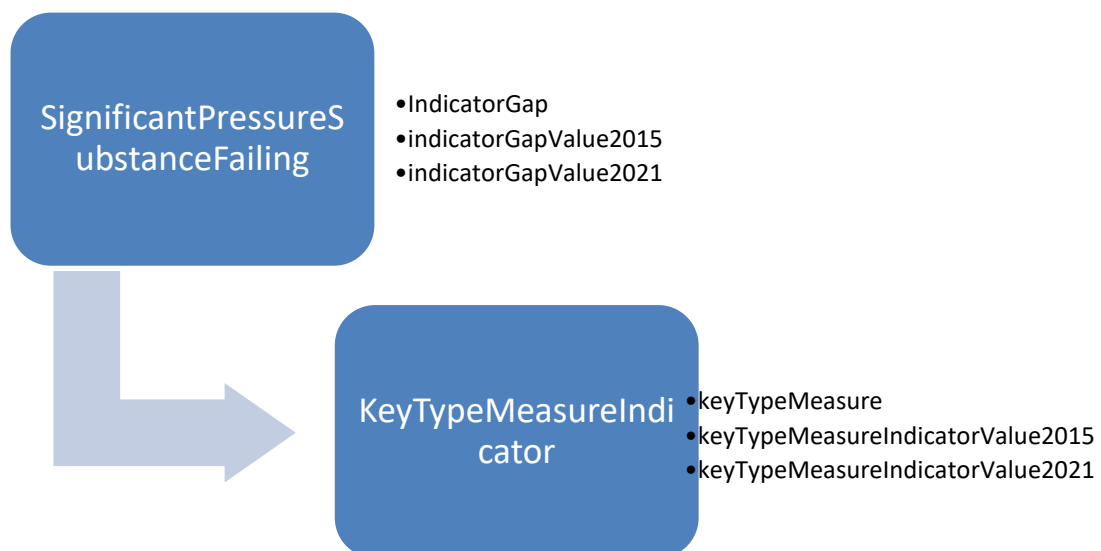 SignificantPressureS
ubstanceFailing
•IndicatorGap
•indicatorGapValue2015
•indicatorGapValue2021
KeyTypeMeasureIndi
cator
•keyTypeMeasure
•keyTypeMeasureIndicatorValue2015
•keyTypeMeasureIndicatorValue2021